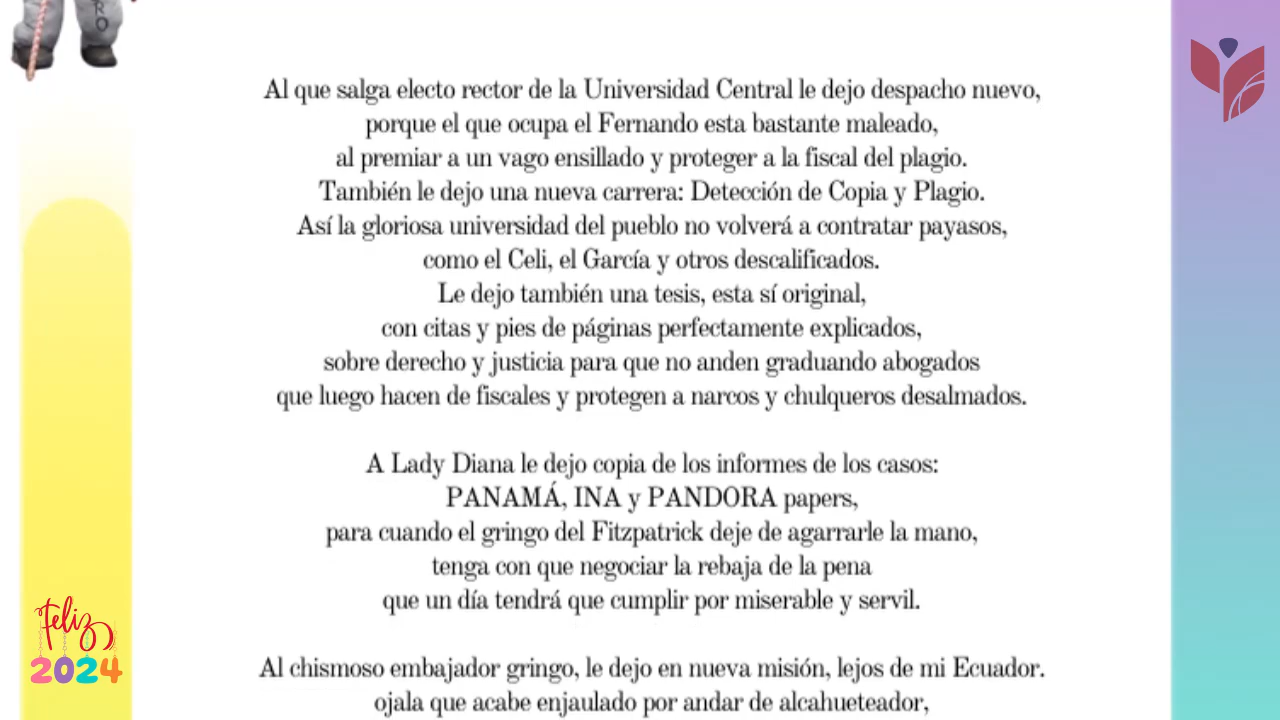 RO
Al que salga electo rector de la Universidad Central le dejo despacho nuevo,
porque el que ocupa el Fernando esta bastante maleado,
al premiar a un vago ensillado y proteger a la fiscal del plagio.
También le dejo una nueva carrera: Detección de Copia y Plagio.
Así la gloriosa universidad del pueblo no volverá a contratar payasos,
como el Celi, el García y otros descalificados.
Le dejo también una tesis, esta sí original,
con citas y pies de páginas perfectamente explicados,
sobre derecho y justicia para que no anden graduando abogados
que luego hacen de fiscales y protegen a narcos y chulqueros desalmados.
A Lady Diana le dejo copia de los informes de los casos:
PANAMÁ, INA y PANDORA papers,
para cuando el gringo del Fitzpatrick deje de agarrarle la mano,
tenga con que negociar la rebaja de la pena
que un día tendrá que cumplir por miserable y servil.
Al chismoso embajador gringo, le dejo en nueva misión, lejos de mi Ecuador.
ojala que acabe enjaulado por andar de alcahueteador,
Feliz
2024